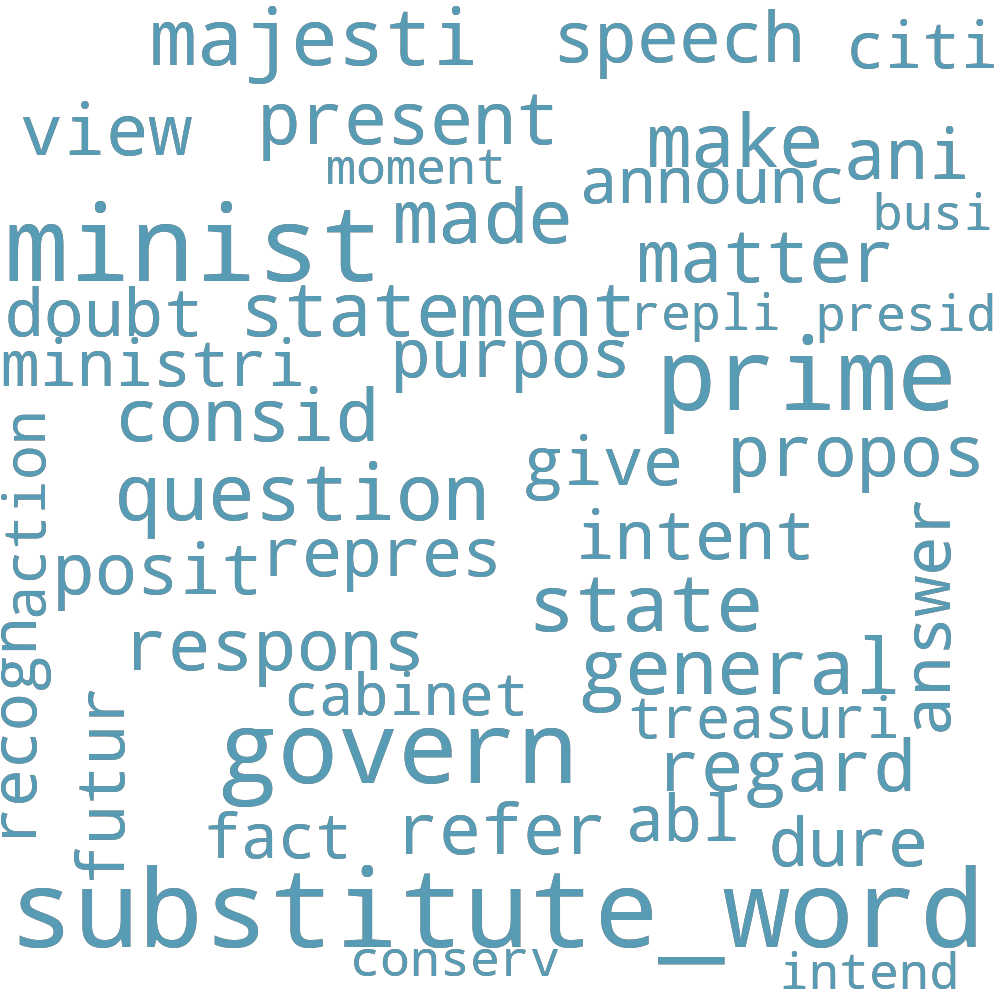 majesti
speech
citi
view
present
make
ani
moment
announc
busi
minist
made
matter
doubt
statement
repli
presid
ministri
purpos
prime
consid
give
propos
action
question
intent
answer
posit
repres
state
recogn
respons
general
cabinet
treasuri
futur
govern
regard
fact
refer
abl
dure
substitute_word
conserv
intend